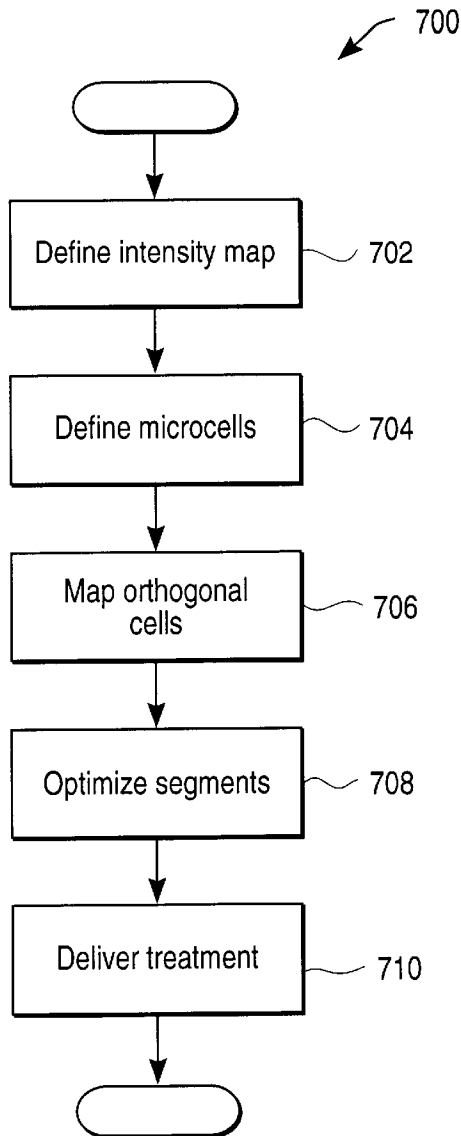 700
Define intensity map
702
Define microcells
704
Map orthogonal
cells
706
Optimize segments
708
Deliver treatment
710